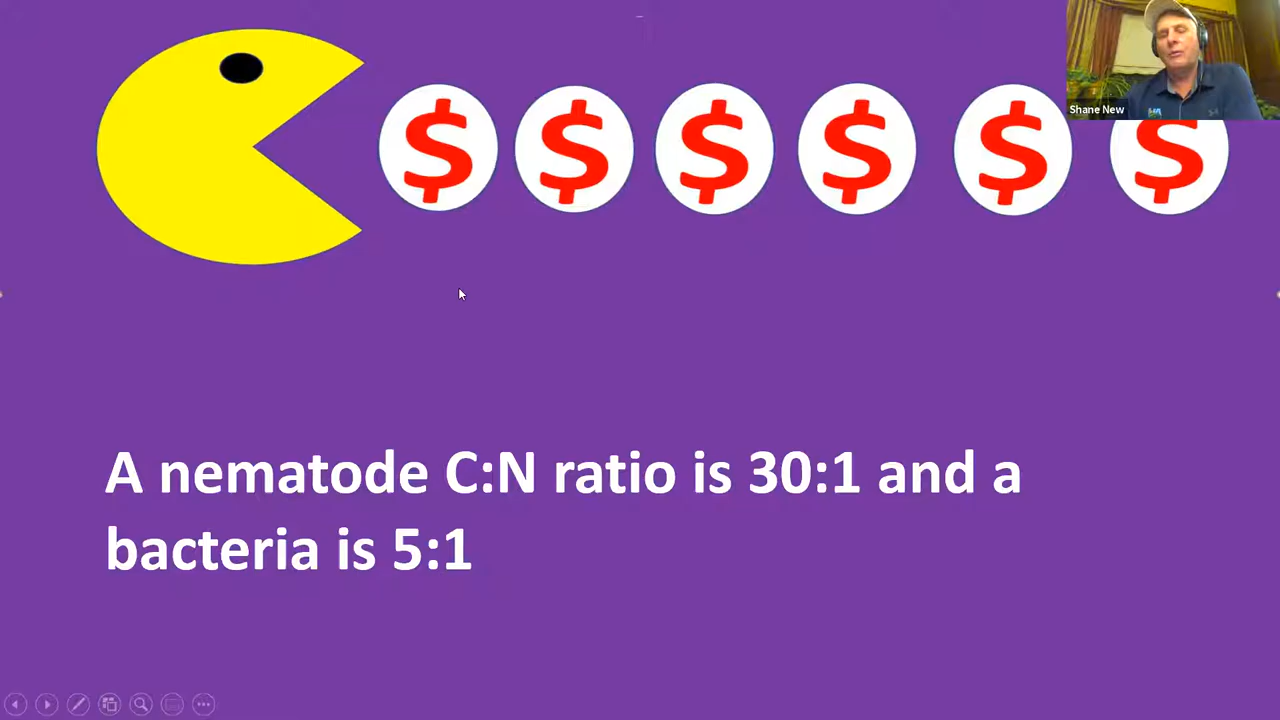 $ $ $ $ $ $
Shane New
A nematode C:N ratio is 30:1 and a
bacteria is 5:1